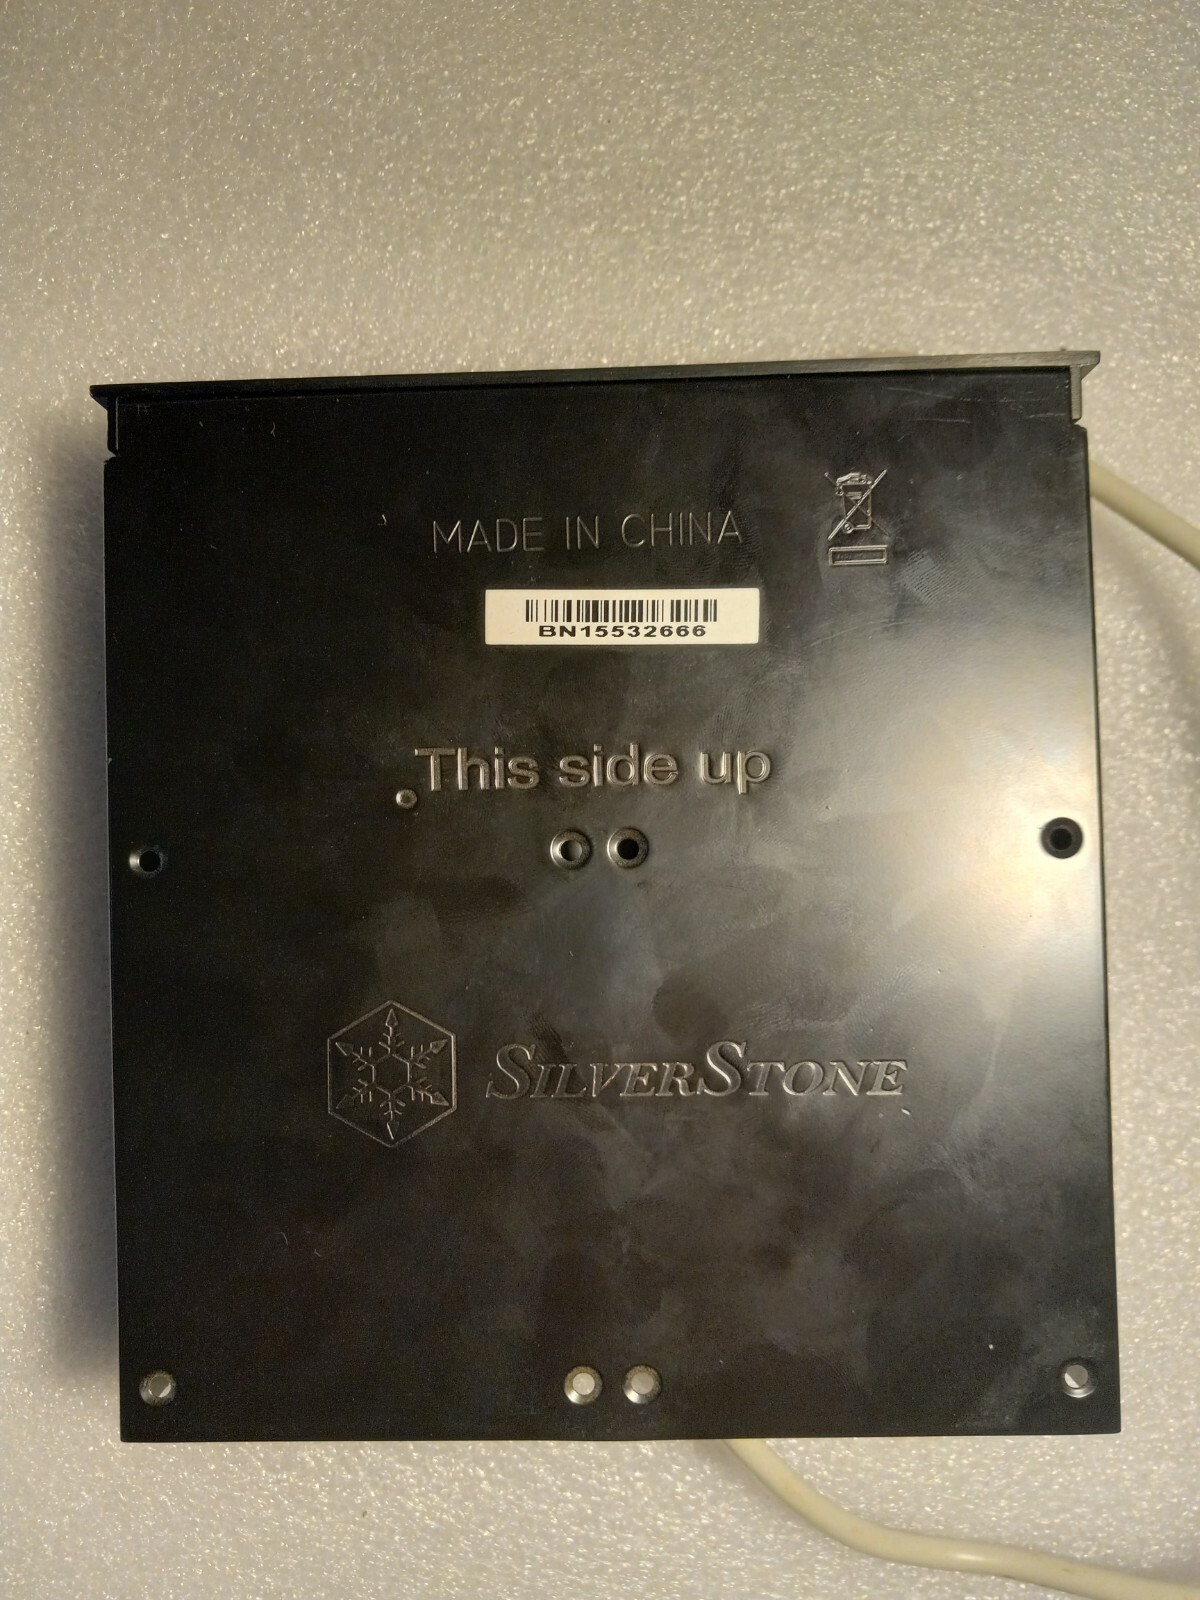 MADE IN CHINA
BN15532666
This side up
SILVERSTONE